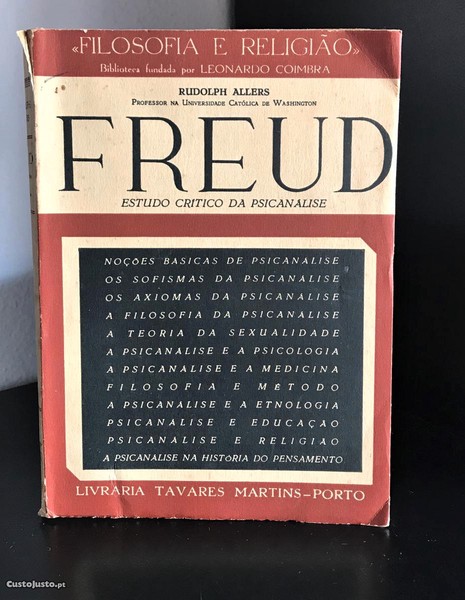 «FILOSOFIA E RELIGIÃO»
Biblioteca fundada por LEONARDO COIMBRA
RUDOLPH ALLERS
PROFESSOR NA UNIVERSIDADE CATÓLICA DE WASHINGTON
FREUD
ESTUDO CRITICO DA PSICANALISE
NOÇÕES BASICAS DE PSICANALISE
OS SOFISMAS DA PSICANALISE
OS AXIOMAS DA PSICANALISE
A FILOSOFIA DA PSICANALISE
A TEORIA DA SEXUALIDADE
A PSICANALISE E A PSICOLOGIA
A PSICANALISE E A MEDICINA
FILOSOFIA E MÉTODO
A PSICANALISE E A ETNOLOGIA
PSICANALISE E EDUCAÇÃO
PSICANALISE E RELIGIÃO
A PSICANALISE NA HISTÓRIA DO PENSAMENTO
LIVRARIA TAVARES MARTINS-PORTO
CustoJusto.pt